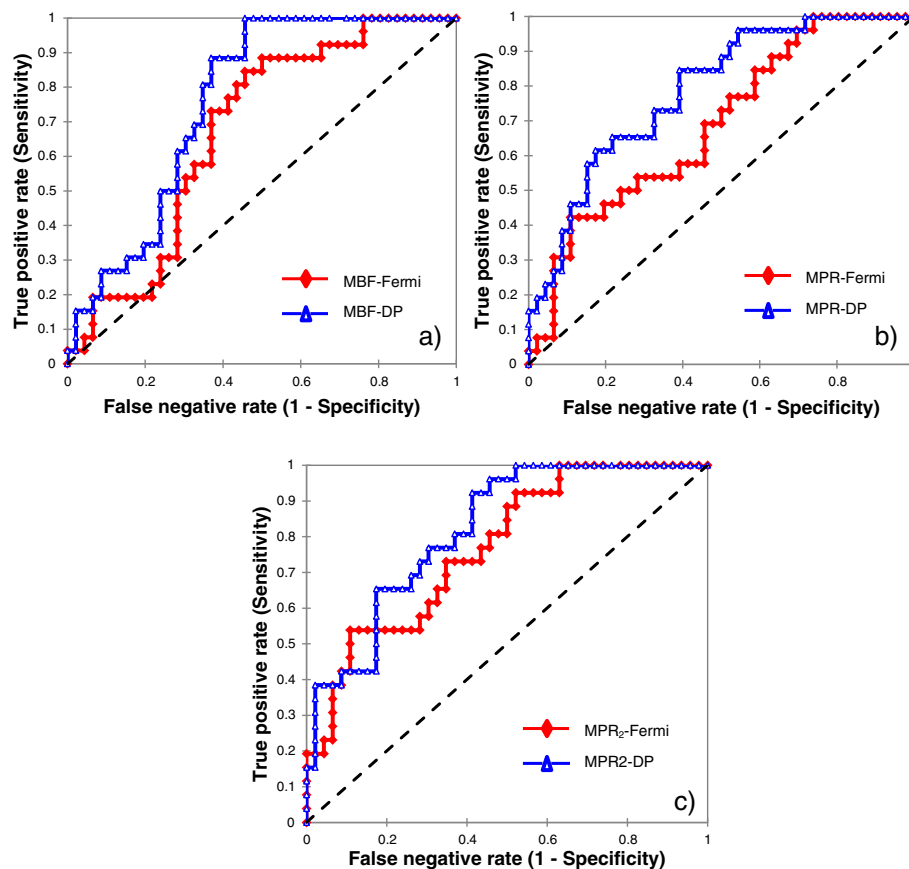 1
0.9
0.8
0.7
0.6
0.5
0.4
0.3
0.2
0.1
0
True positive rate (Sensitivity)
MBF-Fermi
MBF-DP
a)
0 0.2 0.4 0.6 0.8 1
False negative rate (1 - Specificity)
1
0.9
0.8
0.7
0.6
0.5
0.4
0.3
0.2
0.1
0
True positive rate (Sensitivity)
MPR-Fermi
MPR-DP
b)
0 0.2 0.4 0.6 0.8
False negative rate (1 - Specificity)
1
0.9
0.8
0.7
0.6
0.5
0.4
0.3
0.2
0.1
0
True positive rate (Sensitivity)
MPR₂-Fermi
MPR2-DP
c)
0 0.2 0.4 0.6 0.8 1
False negative rate (1 - Specificity)